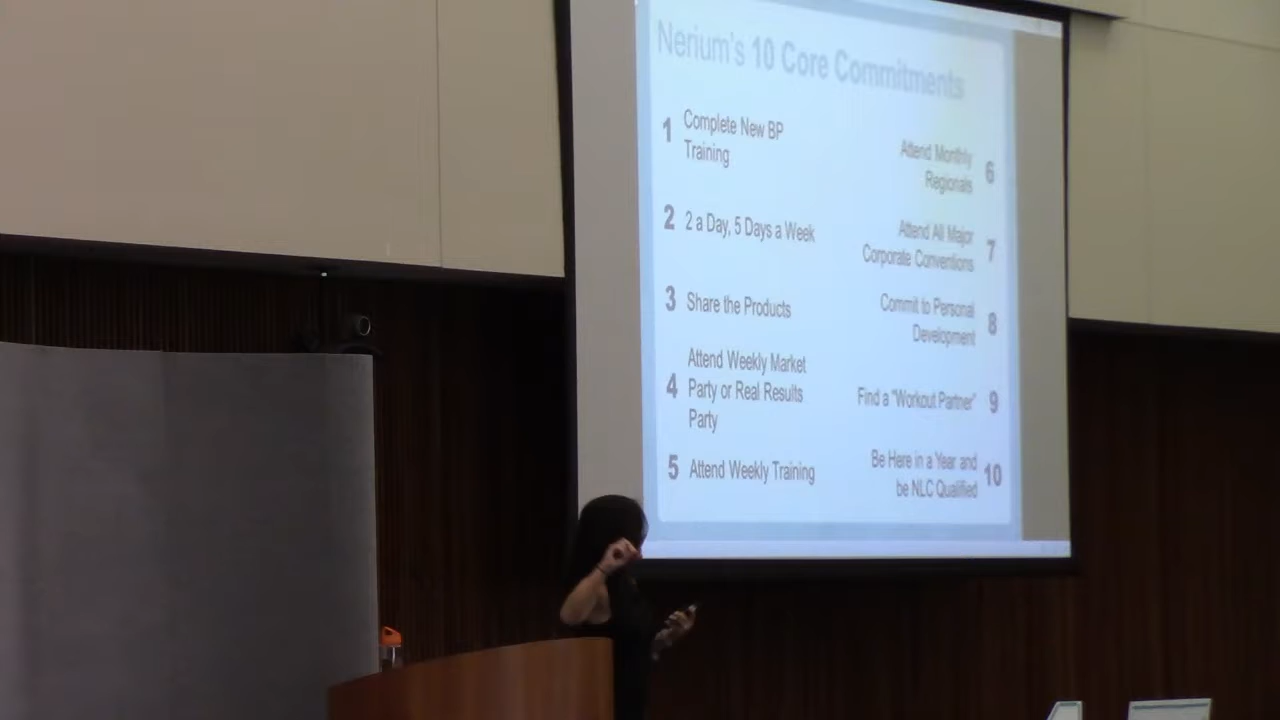 Nerium's 10 Core Commitments
1 Complete New BP
Training
2 2 a Day, 5 Days a Week
3 Share the Products
4 Attend Weekly Market
Party or Real Results
Party
5 Attend Weekly Training
Attend Monthly
Regionals 6
Attend All Major
Corporate Conventions 7
Commit to Personal
Development 8
Find a "Workout Partner" 9
Be Here in a Year and
be NLC Qualified 10